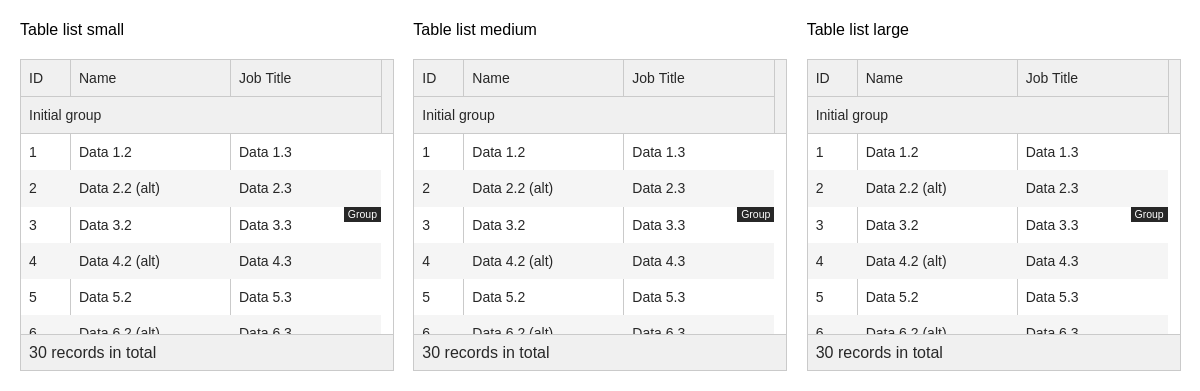 Table list small
ID Name Job Title
Initial group
1 Data 1.2 Data 1.3
2 Data 2.2 (alt) Data 2.3
Group
3 Data 3.2 Data 3.3
4 Data 4.2 (alt) Data 4.3
5 Data 5.2 Data 5.3
6 Data 6.2 (alt) Data 6.3
30 records in total
Table list medium
ID Name Job Title
Initial group
1 Data 1.2 Data 1.3
2 Data 2.2 (alt) Data 2.3
Group
3 Data 3.2 Data 3.3
4 Data 4.2 (alt) Data 4.3
5 Data 5.2 Data 5.3
6 Data 6.2 (alt) Data 6.3
30 records in total
Table list large
ID Name Job Title
Initial group
1 Data 1.2 Data 1.3
2 Data 2.2 (alt) Data 2.3
Group
3 Data 3.2 Data 3.3
4 Data 4.2 (alt) Data 4.3
5 Data 5.2 Data 5.3
6 Data 6.2 (alt) Data 6.3
30 records in total